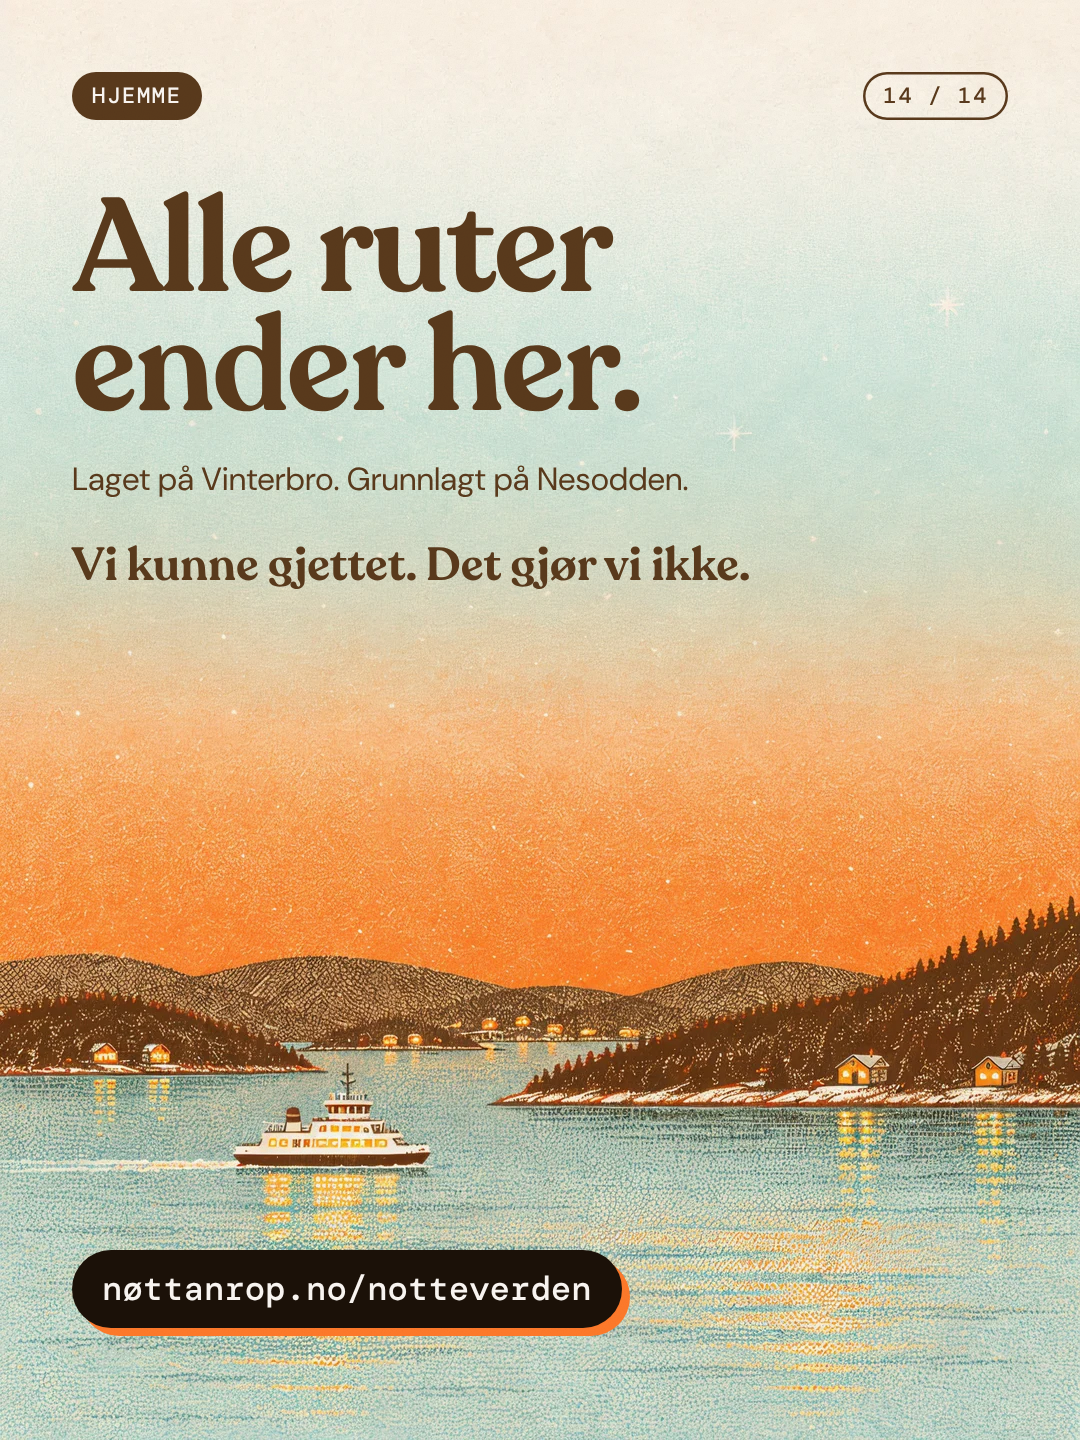 HJEMME
14 / 14
Alle ruter
ender her.
Laget på Vinterbro. Grunnlagt på Nesodden.
Vi kunne gjettet. Det gjør vi ikke.
nøttanrop.no/notteverden